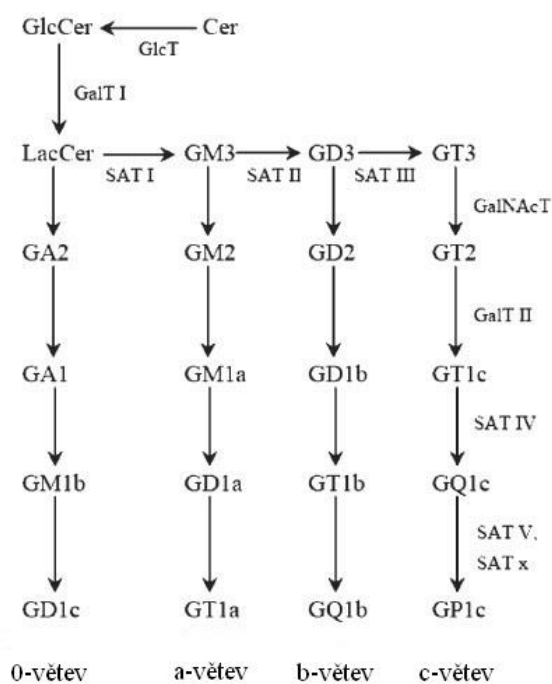 GlcCer Cer
GlcT
GalT I
LacCer GM3 GD3 GT3
SAT I SAT II SAT III
GalNAcT
GA2 GM2 GD2 GT2
GalT II
GA1 GM1a GD1b GT1c
SAT IV
GM1b GD1a GT1b GQ1c
SAT V,
SAT x
GD1c GT1a GQ1b GP1c
0-větev a-větev b-větev c-větev